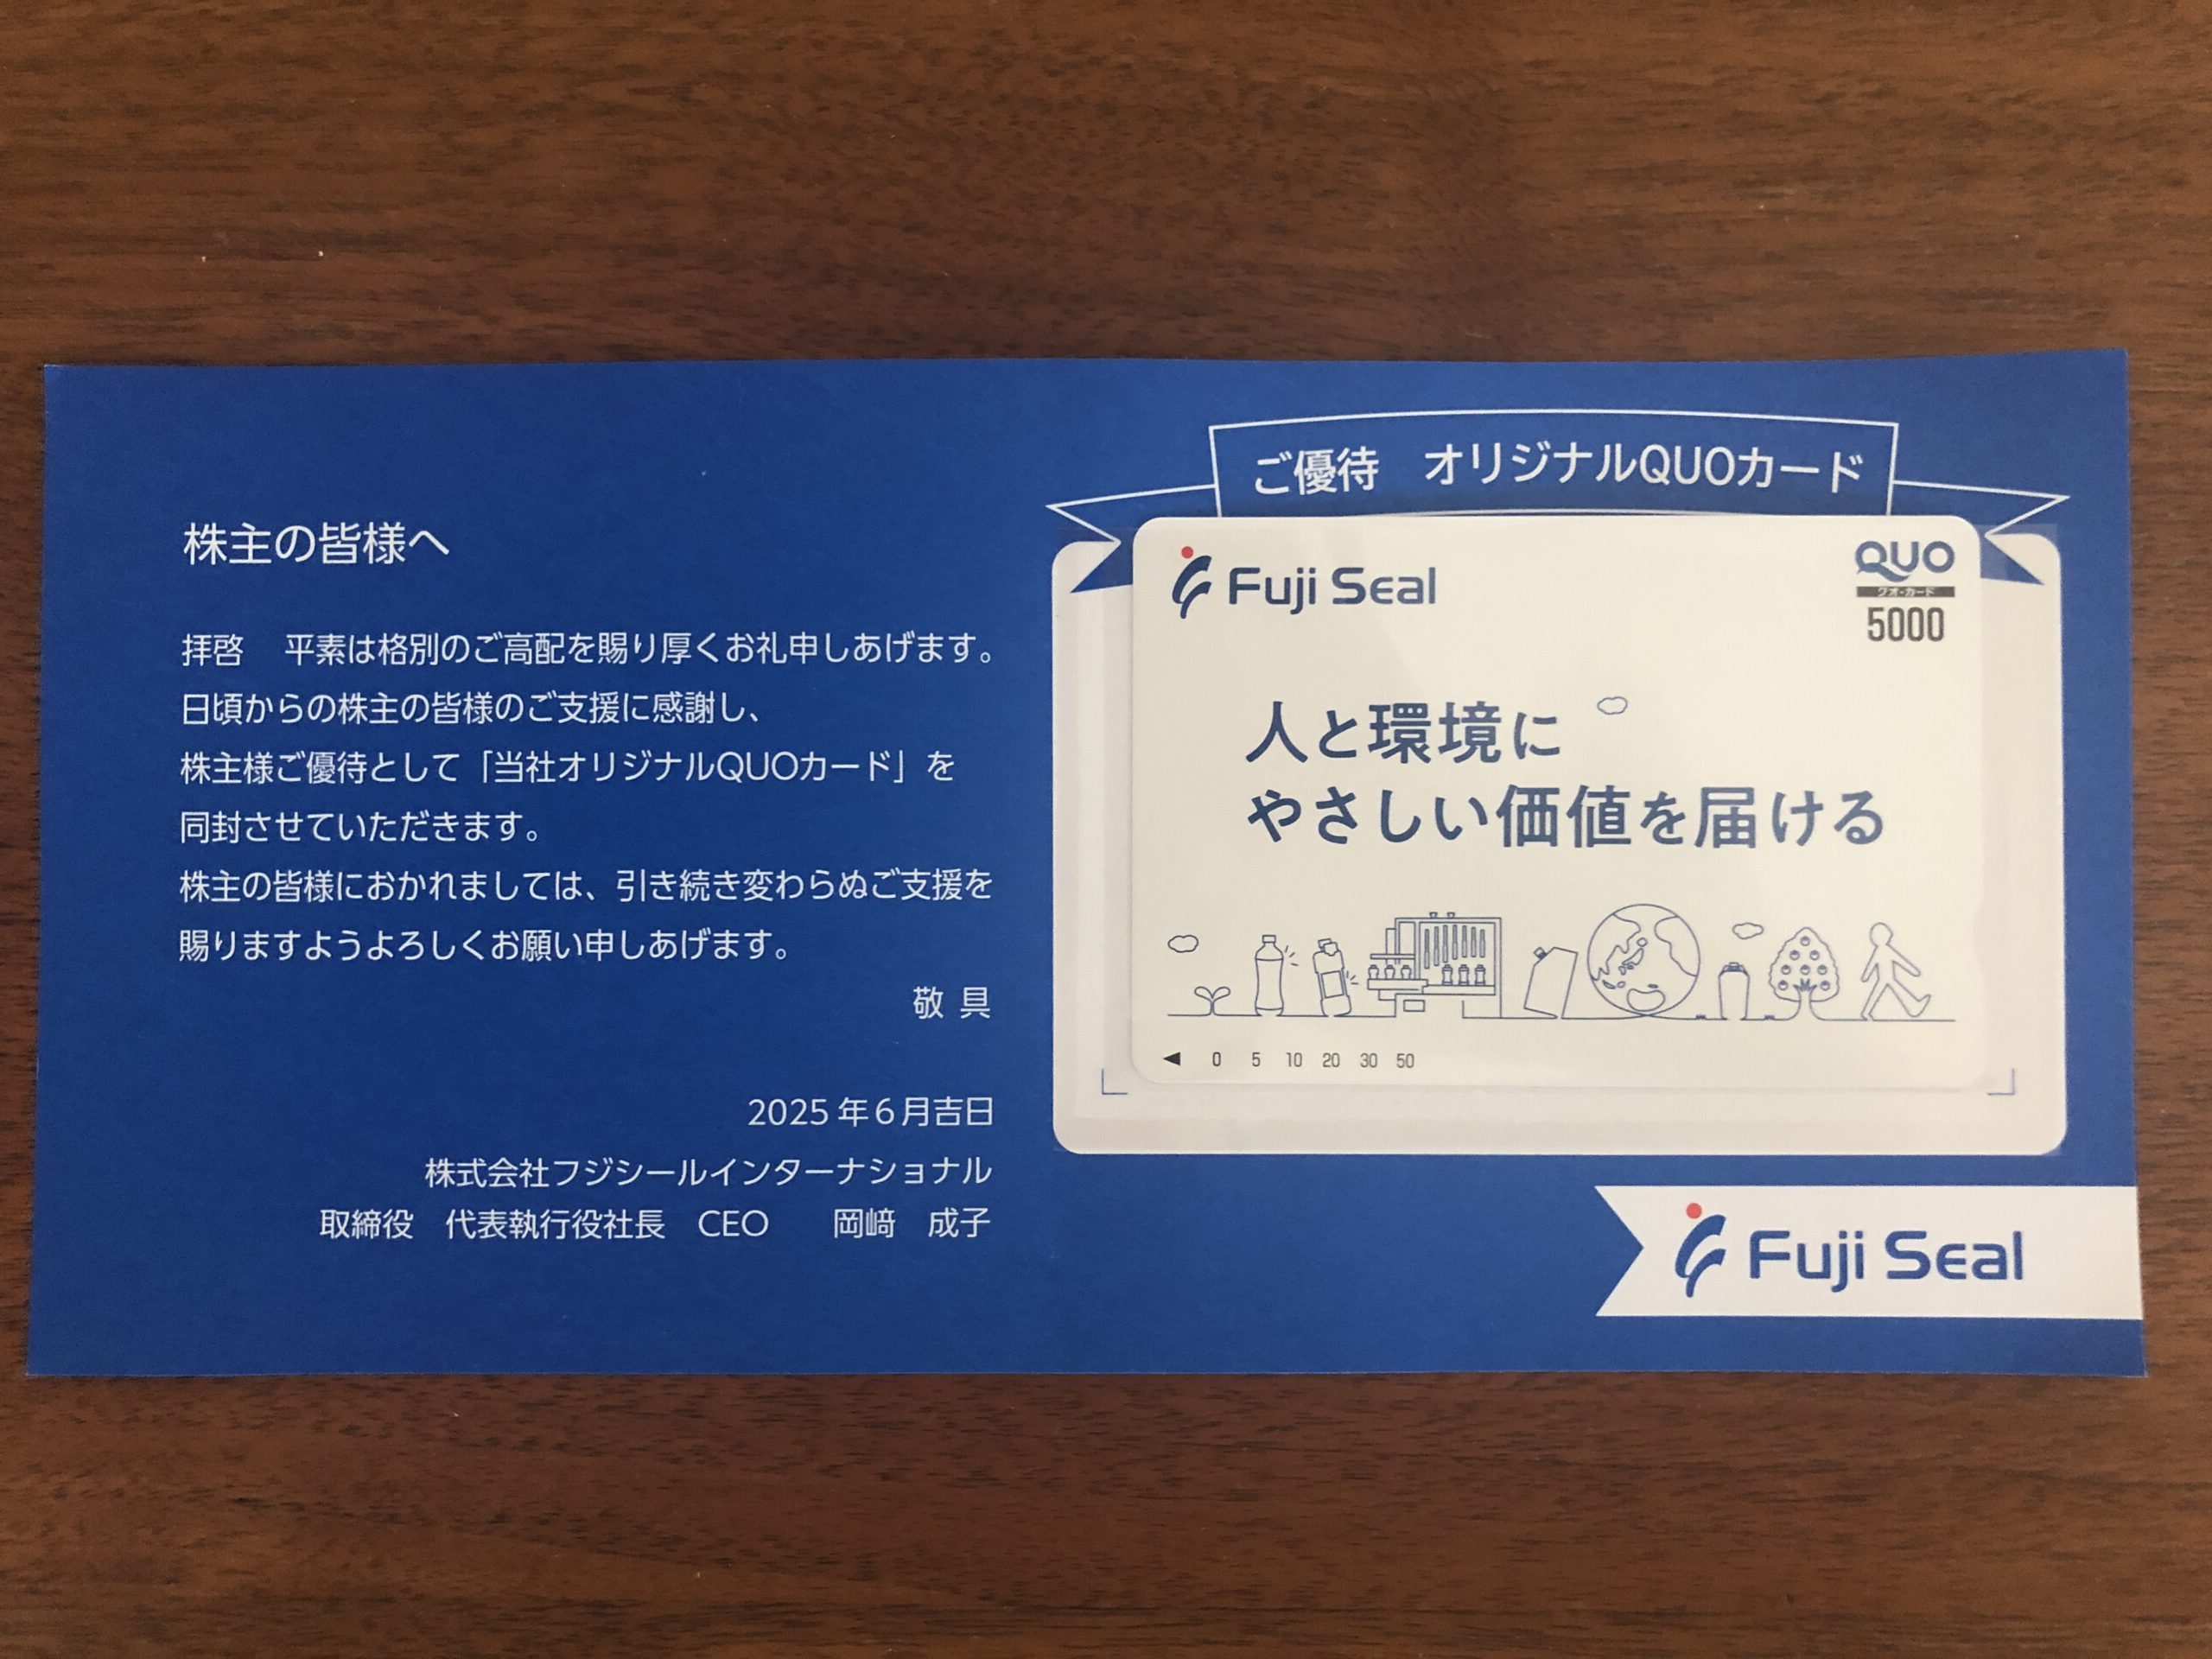 株主の皆様へ
拝啓　平素は格別のご高配を賜り厚くお礼申しあげます。
日頃からの株主の皆様のご支援に感謝し、
株主様ご優待として「当社オリジナルQUOカード」を
同封させていただきます。
株主の皆様におかれましては、引き続き変わらぬご支援を
賜りますようよろしくお願い申しあげます。
敬 具
2025年6月吉日
株式会社フジシールインターナショナル
取締役　代表執行役社長　CEO　　岡﨑　成子
ご優待　オリジナルQUOカード
Fuji Seal
QUO
クオ・カード
5000
人と環境に
やさしい価値を届ける
◀ 0 5 10 20 30 50
Fuji Seal